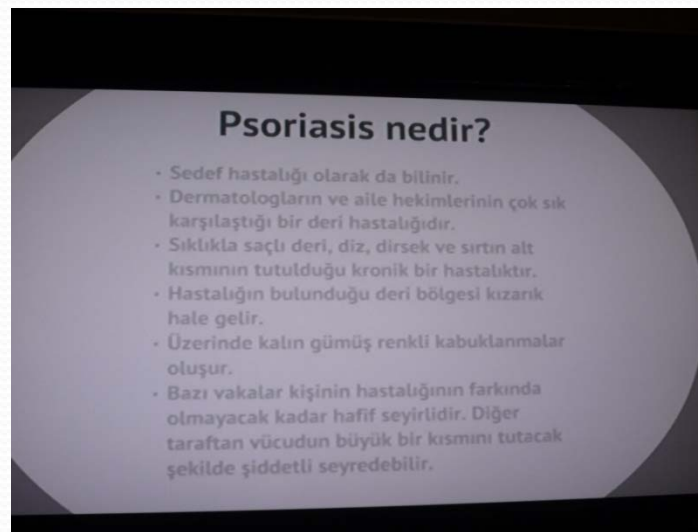 Psoriasis nedir?
• Sedef hastalığı olarak da bilinir.
• Dermatologların ve aile hekimlerinin çok sık
karşılaştığı bir deri hastalığıdır.
• Sıklıkla saçlı deri, diz, dirsek ve sırtın alt
kısmının tutulduğu kronik bir hastalıktır.
• Hastalığın bulunduğu deri bölgesi kızarık
hale gelir.
• Üzerinde kalın gümüş renkli kabuklanmalar
oluşur.
• Bazı vakalar kişinin hastalığının farkında
olmayacak kadar hafif seyirlidir. Diğer
taraftan vücudun büyük bir kısmını tutacak
şekilde şiddetli seyredebilir.